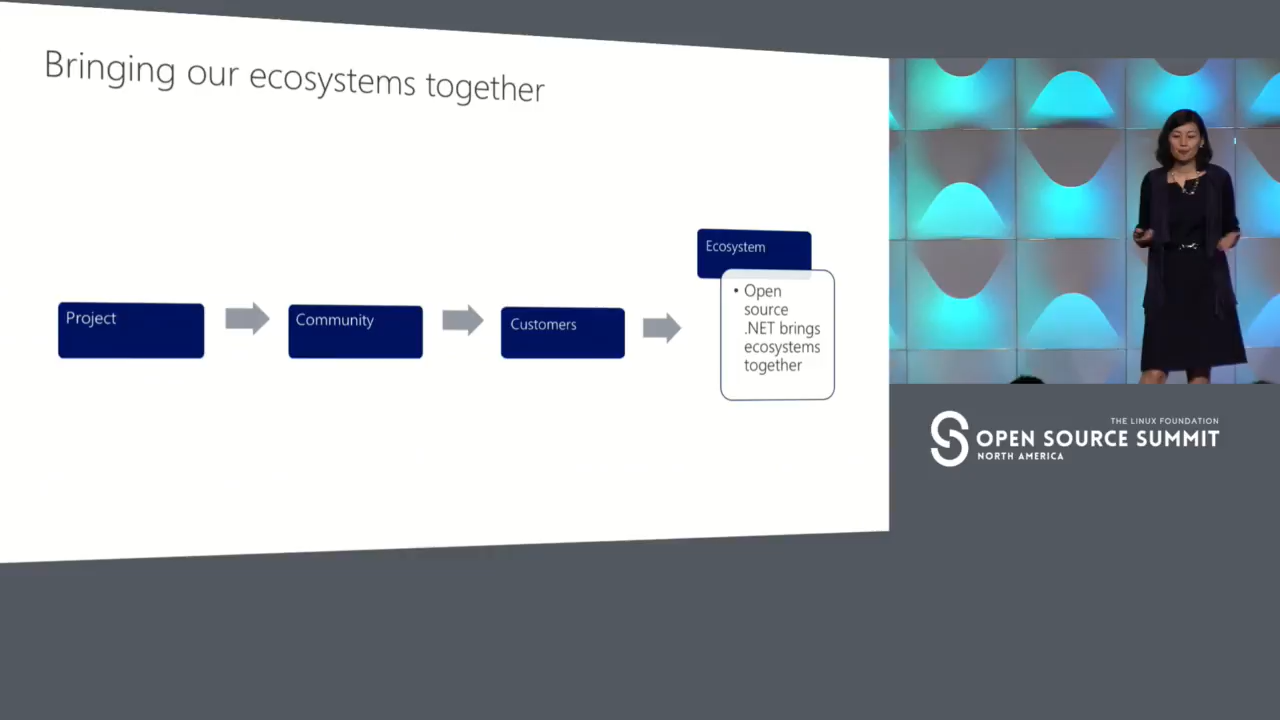 Bringing our ecosystems together
Project
Community
Customers
Ecosystem
• Open
source
.NET brings
ecosystems
together
THE LINUX FOUNDATION
OPEN SOURCE SUMMIT
NORTH AMERICA